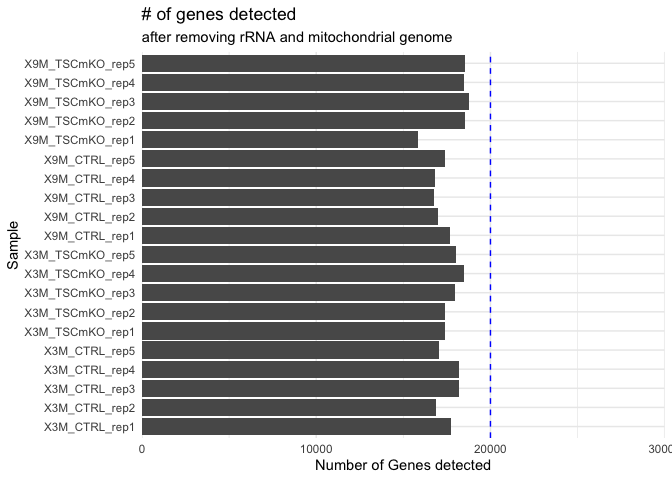 # of genes detected
after removing rRNA and mitochondrial genome
X9M_TSCmKO_rep5
X9M_TSCmKO_rep4
X9M_TSCmKO_rep3
X9M_TSCmKO_rep2
X9M_TSCmKO_rep1
X9M_CTRL_rep5
X9M_CTRL_rep4
X9M_CTRL_rep3
X9M_CTRL_rep2
X9M_CTRL_rep1
X3M_TSCmKO_rep5
X3M_TSCmKO_rep4
X3M_TSCmKO_rep3
X3M_TSCmKO_rep2
X3M_TSCmKO_rep1
X3M_CTRL_rep5
X3M_CTRL_rep4
X3M_CTRL_rep3
X3M_CTRL_rep2
X3M_CTRL_rep1
Sample
0 10000 20000 3000
Number of Genes detected